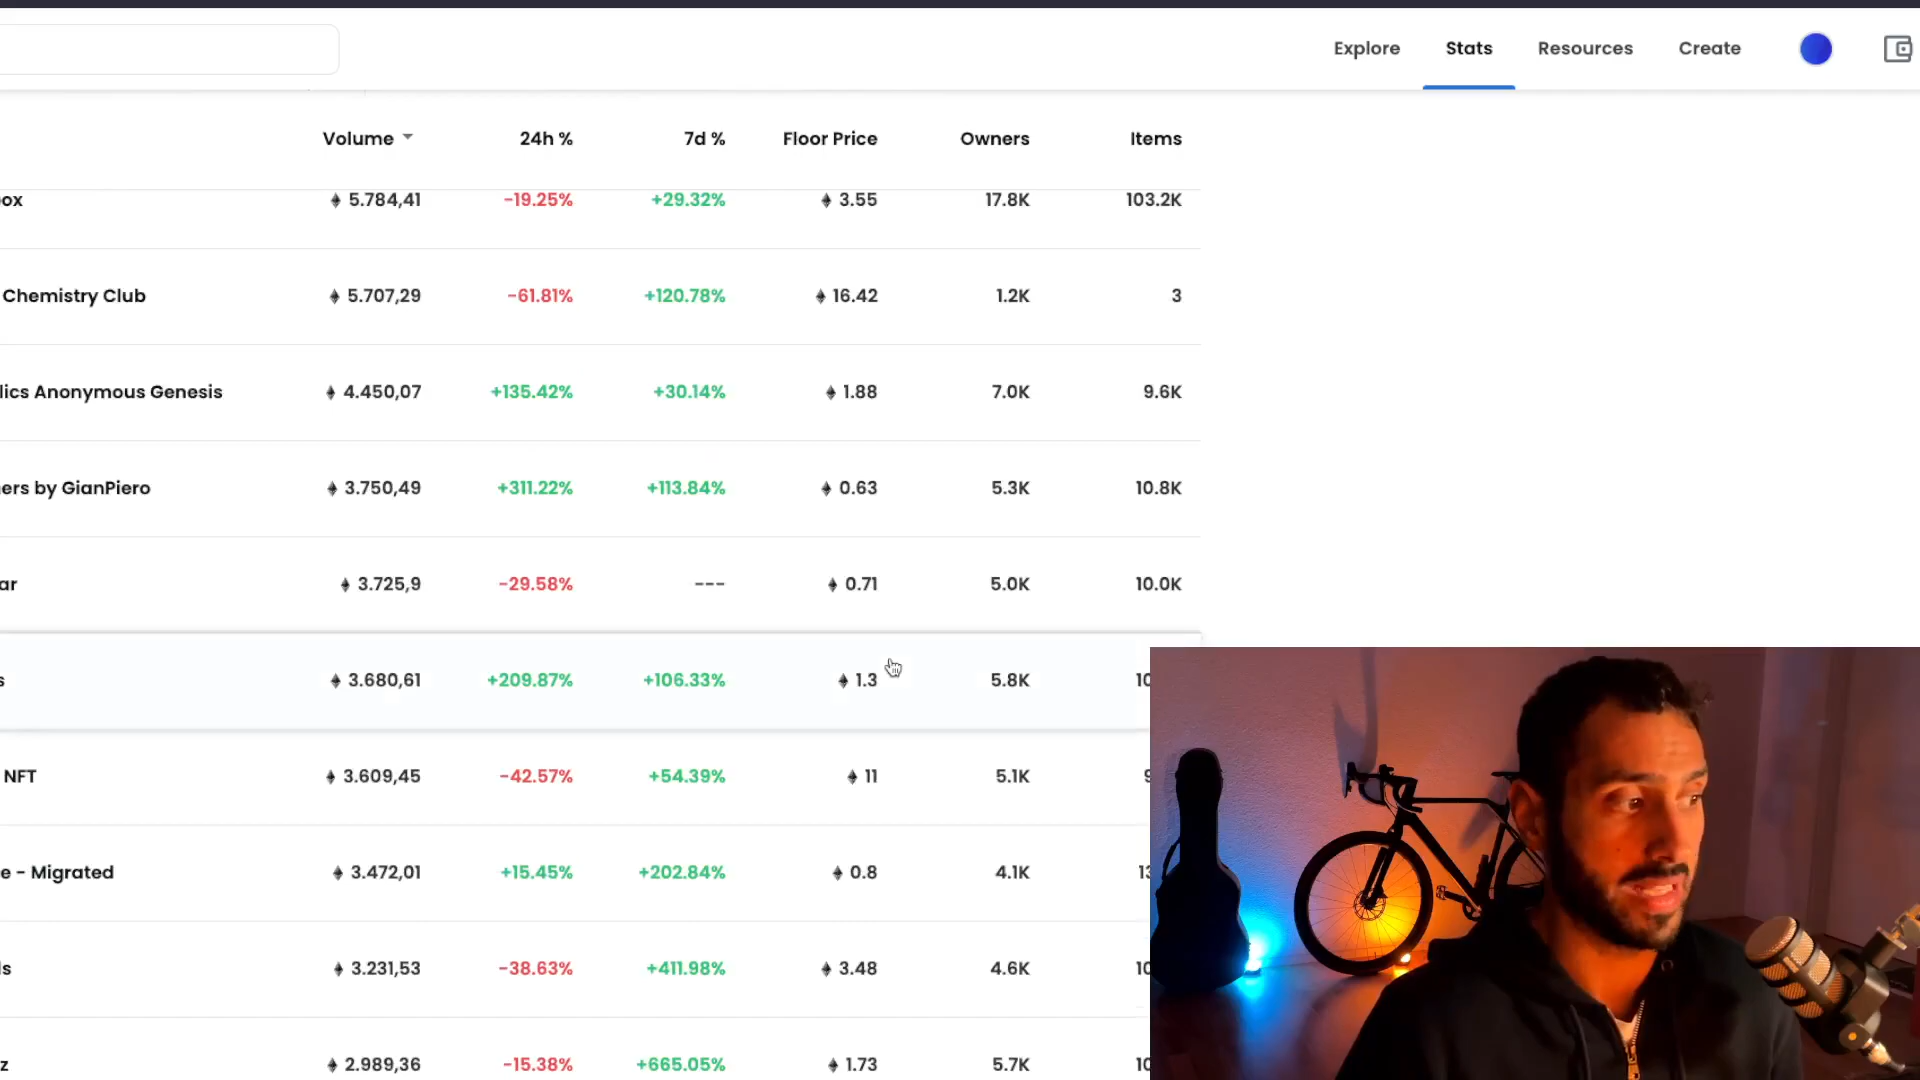 Explore Stats Resources Create
Volume 24h % 7d % Floor Price Owners Items
ox 5.784,41 -19.25% +29.32% 3.55 17.8K 103.2K
Chemistry Club 5.707,29 -61.81% +120.78% 16.42 1.2K 3
lics Anonymous Genesis 4.450,07 +135.42% +30.14% 1.88 7.0K 9.6K
ers by GianPiero 3.750,49 +311.22% +113.84% 0.63 5.3K 10.8K
ar 3.725,9 -29.58% --- 0.71 5.0K 10.0K
s 3.680,61 +209.87% +106.33% 1.3 5.8K 10
NFT 3.609,45 -42.57% +54.39% 11 5.1K 9
e - Migrated 3.472,01 +15.45% +202.84% 0.8 4.1K 13
ls 3.231,53 -38.63% +411.98% 3.48 4.6K 10
z 2.989,36 -15.38% +665.05% 1.73 5.7K 10